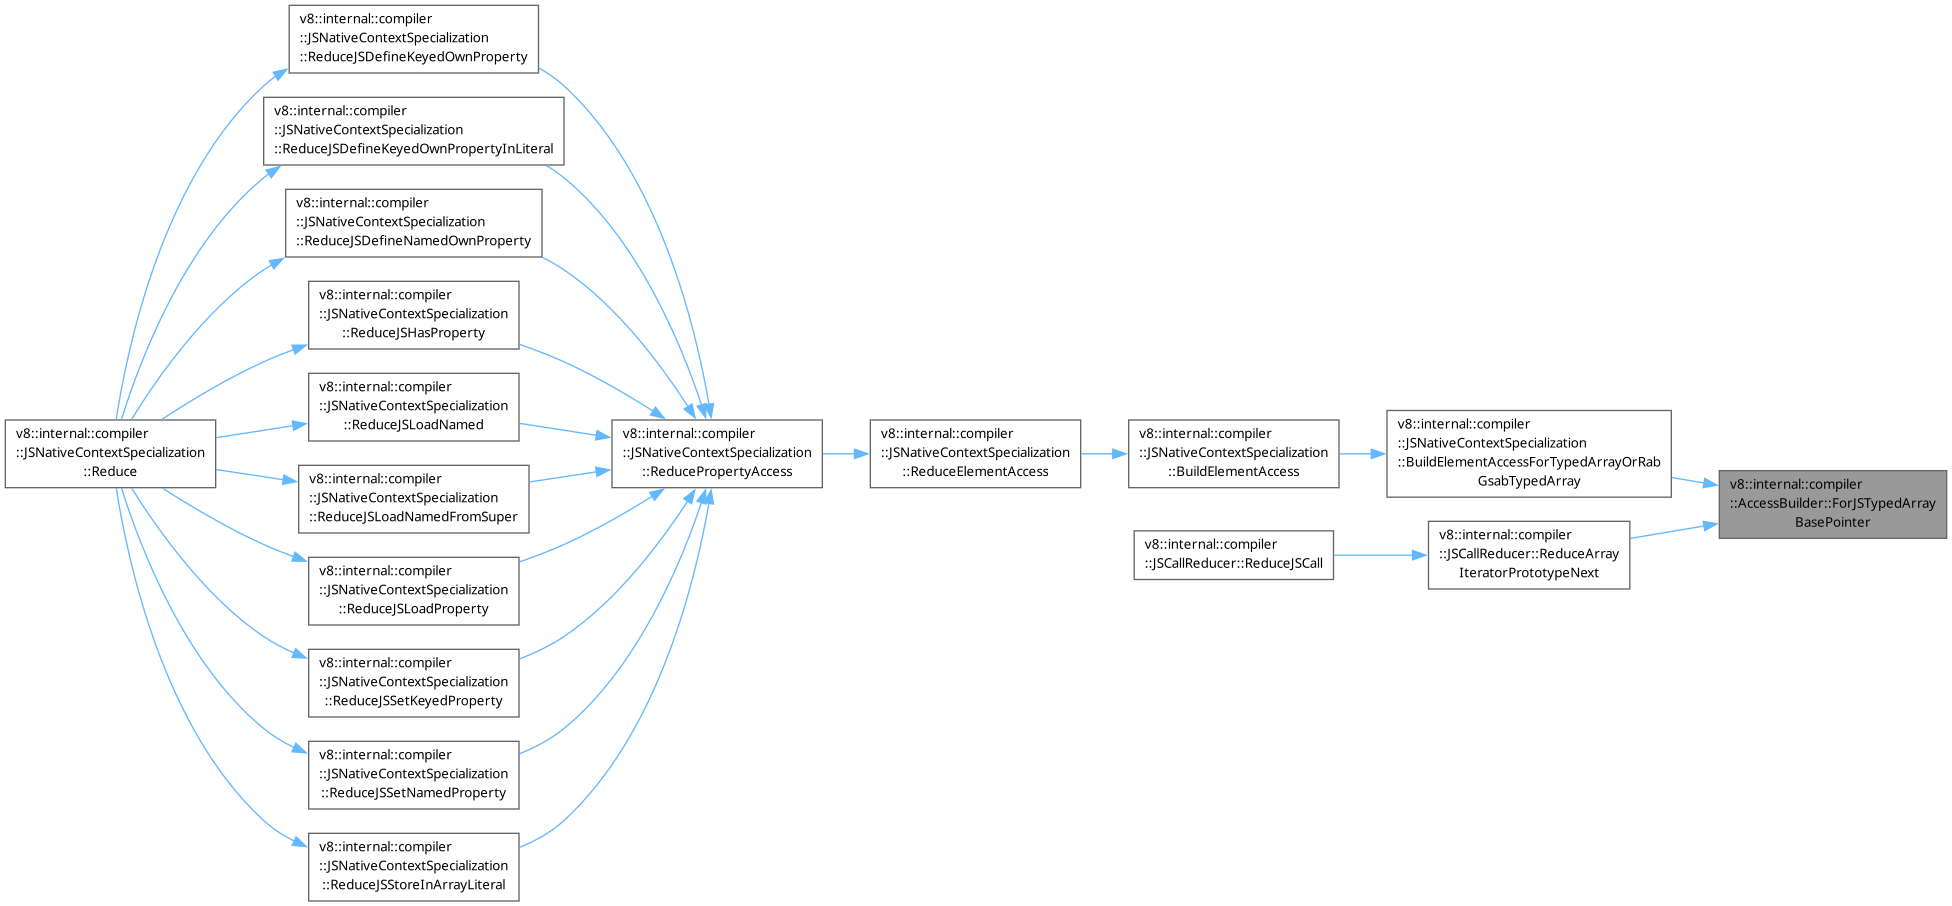 v8::internal::compiler
::JSNativeContextSpecialization
::ReduceJSDefineKeyedOwnProperty
v8::internal::compiler
::JSNativeContextSpecialization
::ReduceJSDefineKeyedOwnPropertyInLiteral
v8::internal::compiler
::JSNativeContextSpecialization
::ReduceJSDefineNamedOwnProperty
v8::internal::compiler
::JSNativeContextSpecialization
::ReduceJSHasProperty
v8::internal::compiler
::JSNativeContextSpecialization
::ReduceJSLoadNamed
v8::internal::compiler
::JSNativeContextSpecialization
::Reduce
v8::internal::compiler
::JSNativeContextSpecialization
::ReduceJSLoadNamedFromSuper
v8::internal::compiler
::JSNativeContextSpecialization
::ReduceJSLoadProperty
v8::internal::compiler
::JSNativeContextSpecialization
::ReduceJSSetKeyedProperty
v8::internal::compiler
::JSNativeContextSpecialization
::ReduceJSSetNamedProperty
v8::internal::compiler
::JSNativeContextSpecialization
::ReduceJSStoreInArrayLiteral
v8::internal::compiler
::JSNativeContextSpecialization
::ReducePropertyAccess
v8::internal::compiler
::JSNativeContextSpecialization
::ReduceElementAccess
v8::internal::compiler
::JSNativeContextSpecialization
::BuildElementAccess
v8::internal::compiler
::JSNativeContextSpecialization
::BuildElementAccessForTypedArrayOrRab
GsabTypedArray
v8::internal::compiler
::JSCallReducer::ReduceJSCall
v8::internal::compiler
::JSCallReducer::ReduceArray
IteratorPrototypeNext
v8::internal::compiler
::AccessBuilder::ForJSTypedArray
BasePointer